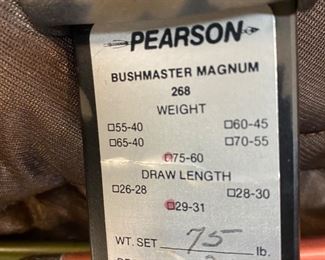 PEARSON
BUSHMASTER MAGNUM
268
WEIGHT
□55-40 □60-45
□65-40 □70-55
□75-60
DRAW LENGTH
□26-28 □28-30
□29-31
WT. SET 75 lb.